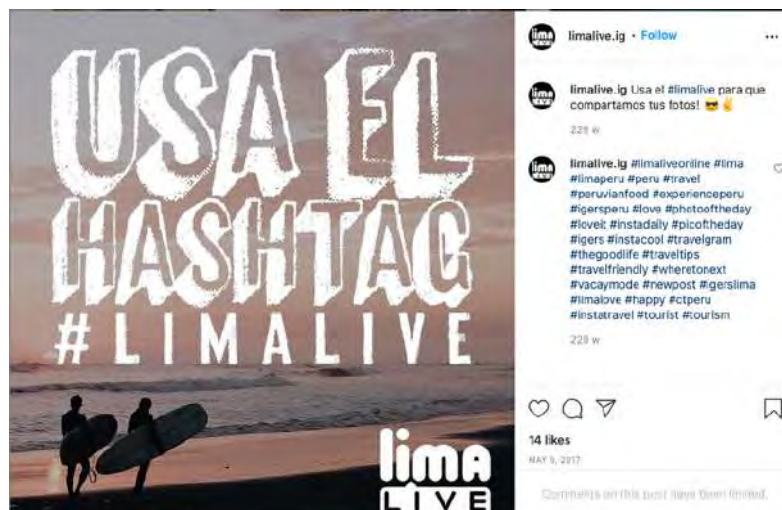 USA EL
HASHTAG
#LIMALIVE
lima
LIVE
limalive.ig • Follow
limalive.ig Usa el #limalive para que
compartamos tus fotos! 😎✌
229 w
limalive.ig #limaliveonline #lima
#limaperu #peru #travel
#peruvianfood #experienceperu
#igersperu #love #photooftheday
#loveit #instadaily #picoftheday
#igers #instacool #travelgram
#thegoodlife #traveltips
#travelfriendly #wheretonext
#vacaymode #newpost #igerslima
#limalove #happy #ctperu
#instatravel #tourist #tourism
229 w
14 likes
MAY 9, 2017
Comments on this post have been limited.